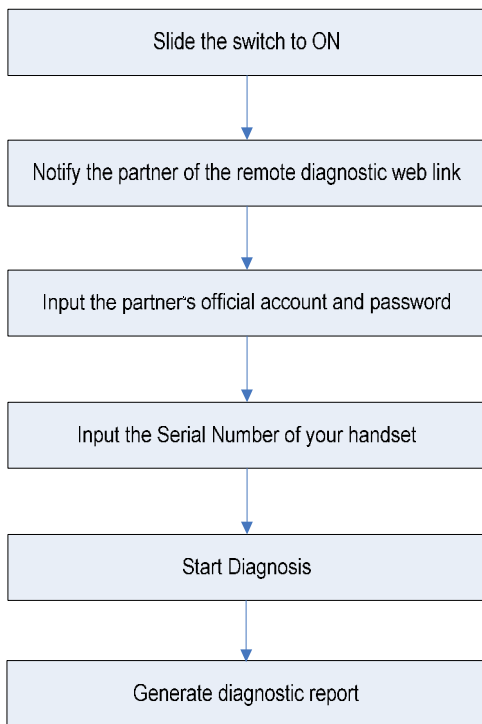 Slide the switch to ON
Notify the partner of the remote diagnostic web link
Input the partner's official account and password
Input the Serial Number of your handset
Start Diagnosis
Generate diagnostic report